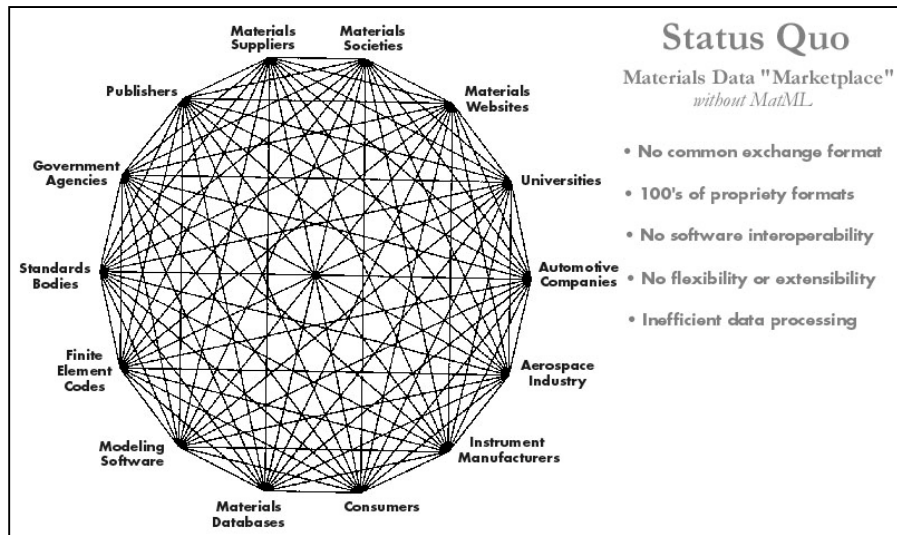 Status Quo
Materials Data "Marketplace"
without MatML
• No common exchange format
• 100's of propriety formats
• No software interoperability
• No flexibility or extensibility
• Inefficient data processing
Materials
Suppliers
Materials
Societies
Materials
Websites
Universities
Automotive
Companies
Aerospace
Industry
Instrument
Manufacturers
Consumers
Materials
Databases
Modeling
Software
Finite
Element
Codes
Standards
Bodies
Government
Agencies
Publishers